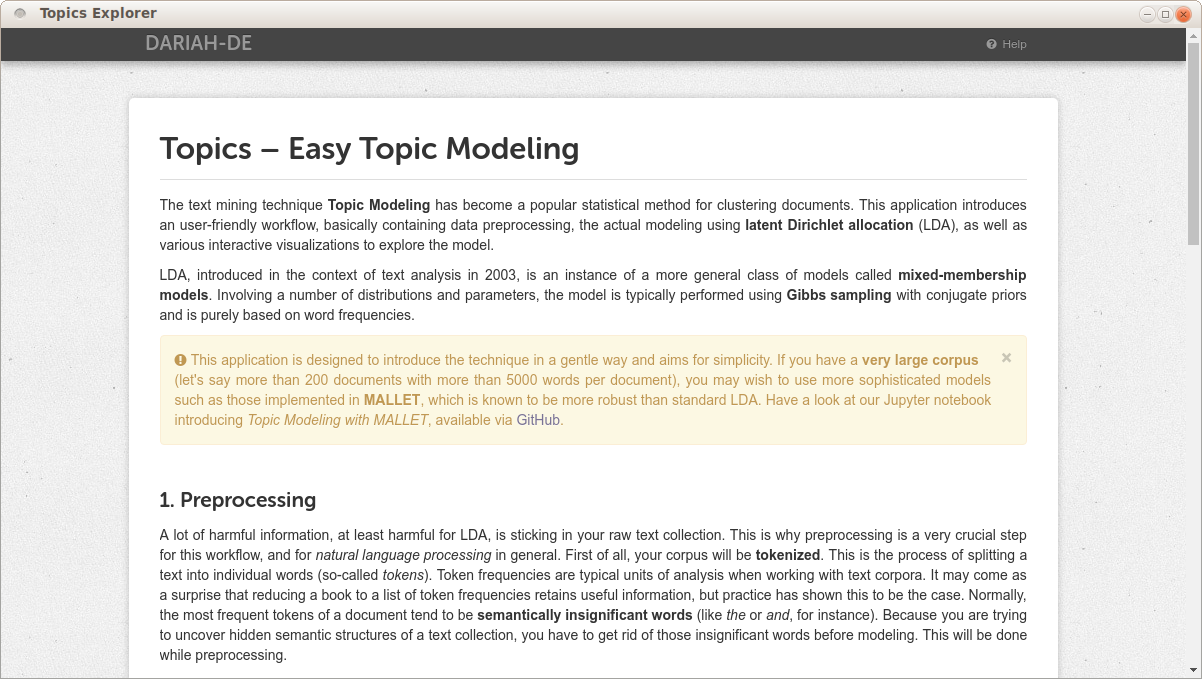 Topics Explorer
DARIAH-DE
Help
Topics – Easy Topic Modeling
The text mining technique Topic Modeling has become a popular statistical method for clustering documents. This application introduces
an user-friendly workflow, basically containing data preprocessing, the actual modeling using latent Dirichlet allocation (LDA), as well as
various interactive visualizations to explore the model.
LDA, introduced in the context of text analysis in 2003, is an instance of a more general class of models called mixed-membership
models. Involving a number of distributions and parameters, the model is typically performed using Gibbs sampling with conjugate priors
and is purely based on word frequencies.
This application is designed to introduce the technique in a gentle way and aims for simplicity. If you have a very large corpus
(let's say more than 200 documents with more than 5000 words per document), you may wish to use more sophisticated models
such as those implemented in MALLET, which is known to be more robust than standard LDA. Have a look at our Jupyter notebook
introducing Topic Modeling with MALLET, available via GitHub.
1. Preprocessing
A lot of harmful information, at least harmful for LDA, is sticking in your raw text collection. This is why preprocessing is a very crucial step
for this workflow, and for natural language processing in general. First of all, your corpus will be tokenized. This is the process of splitting a
text into individual words (so-called tokens). Token frequencies are typical units of analysis when working with text corpora. It may come as
a surprise that reducing a book to a list of token frequencies retains useful information, but practice has shown this to be the case. Normally,
the most frequent tokens of a document tend to be semantically insignificant words (like the or and, for instance). Because you are trying
to uncover hidden semantic structures of a text collection, you have to get rid of those insignificant words before modeling. This will be done
while preprocessing.